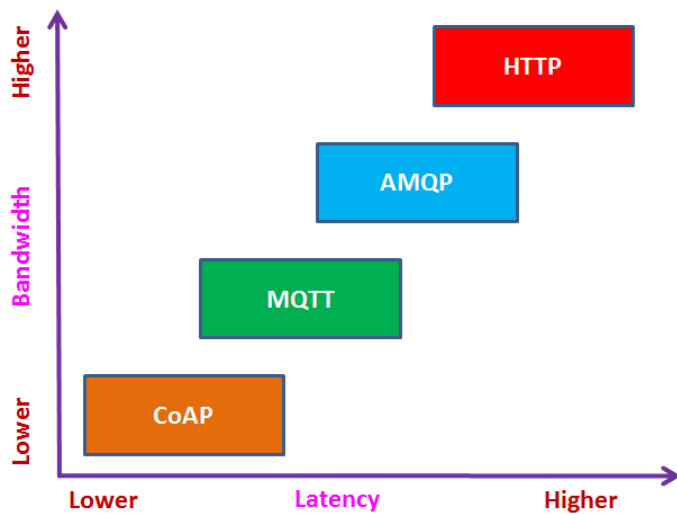 Higher
HTTP
AMQP
Bandwidth
MQTT
Lower
CoAP
Lower
Latency
Higher